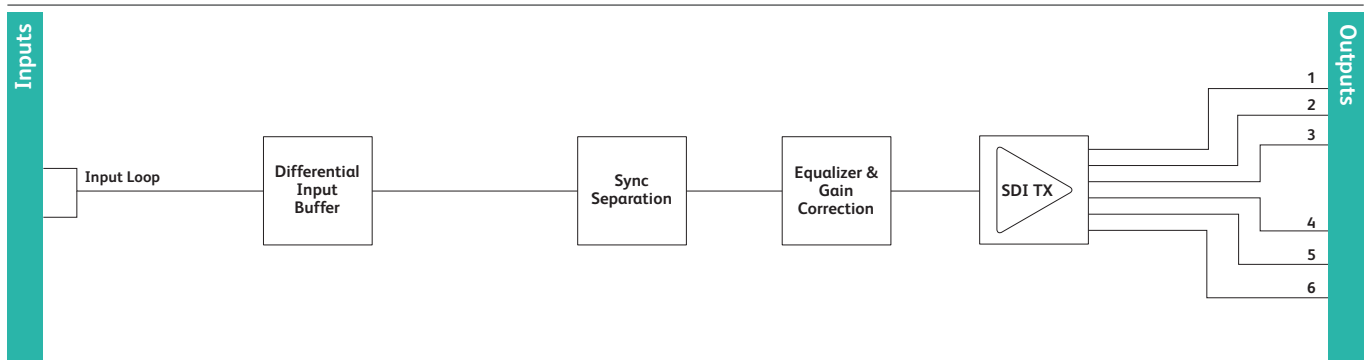 Inputs
Input Loop
Differential
Input
Buffer
Sync
Separation
Equalizer &
Gain
Correction
SDI TX
1
2
3
4
5
6
Outputs